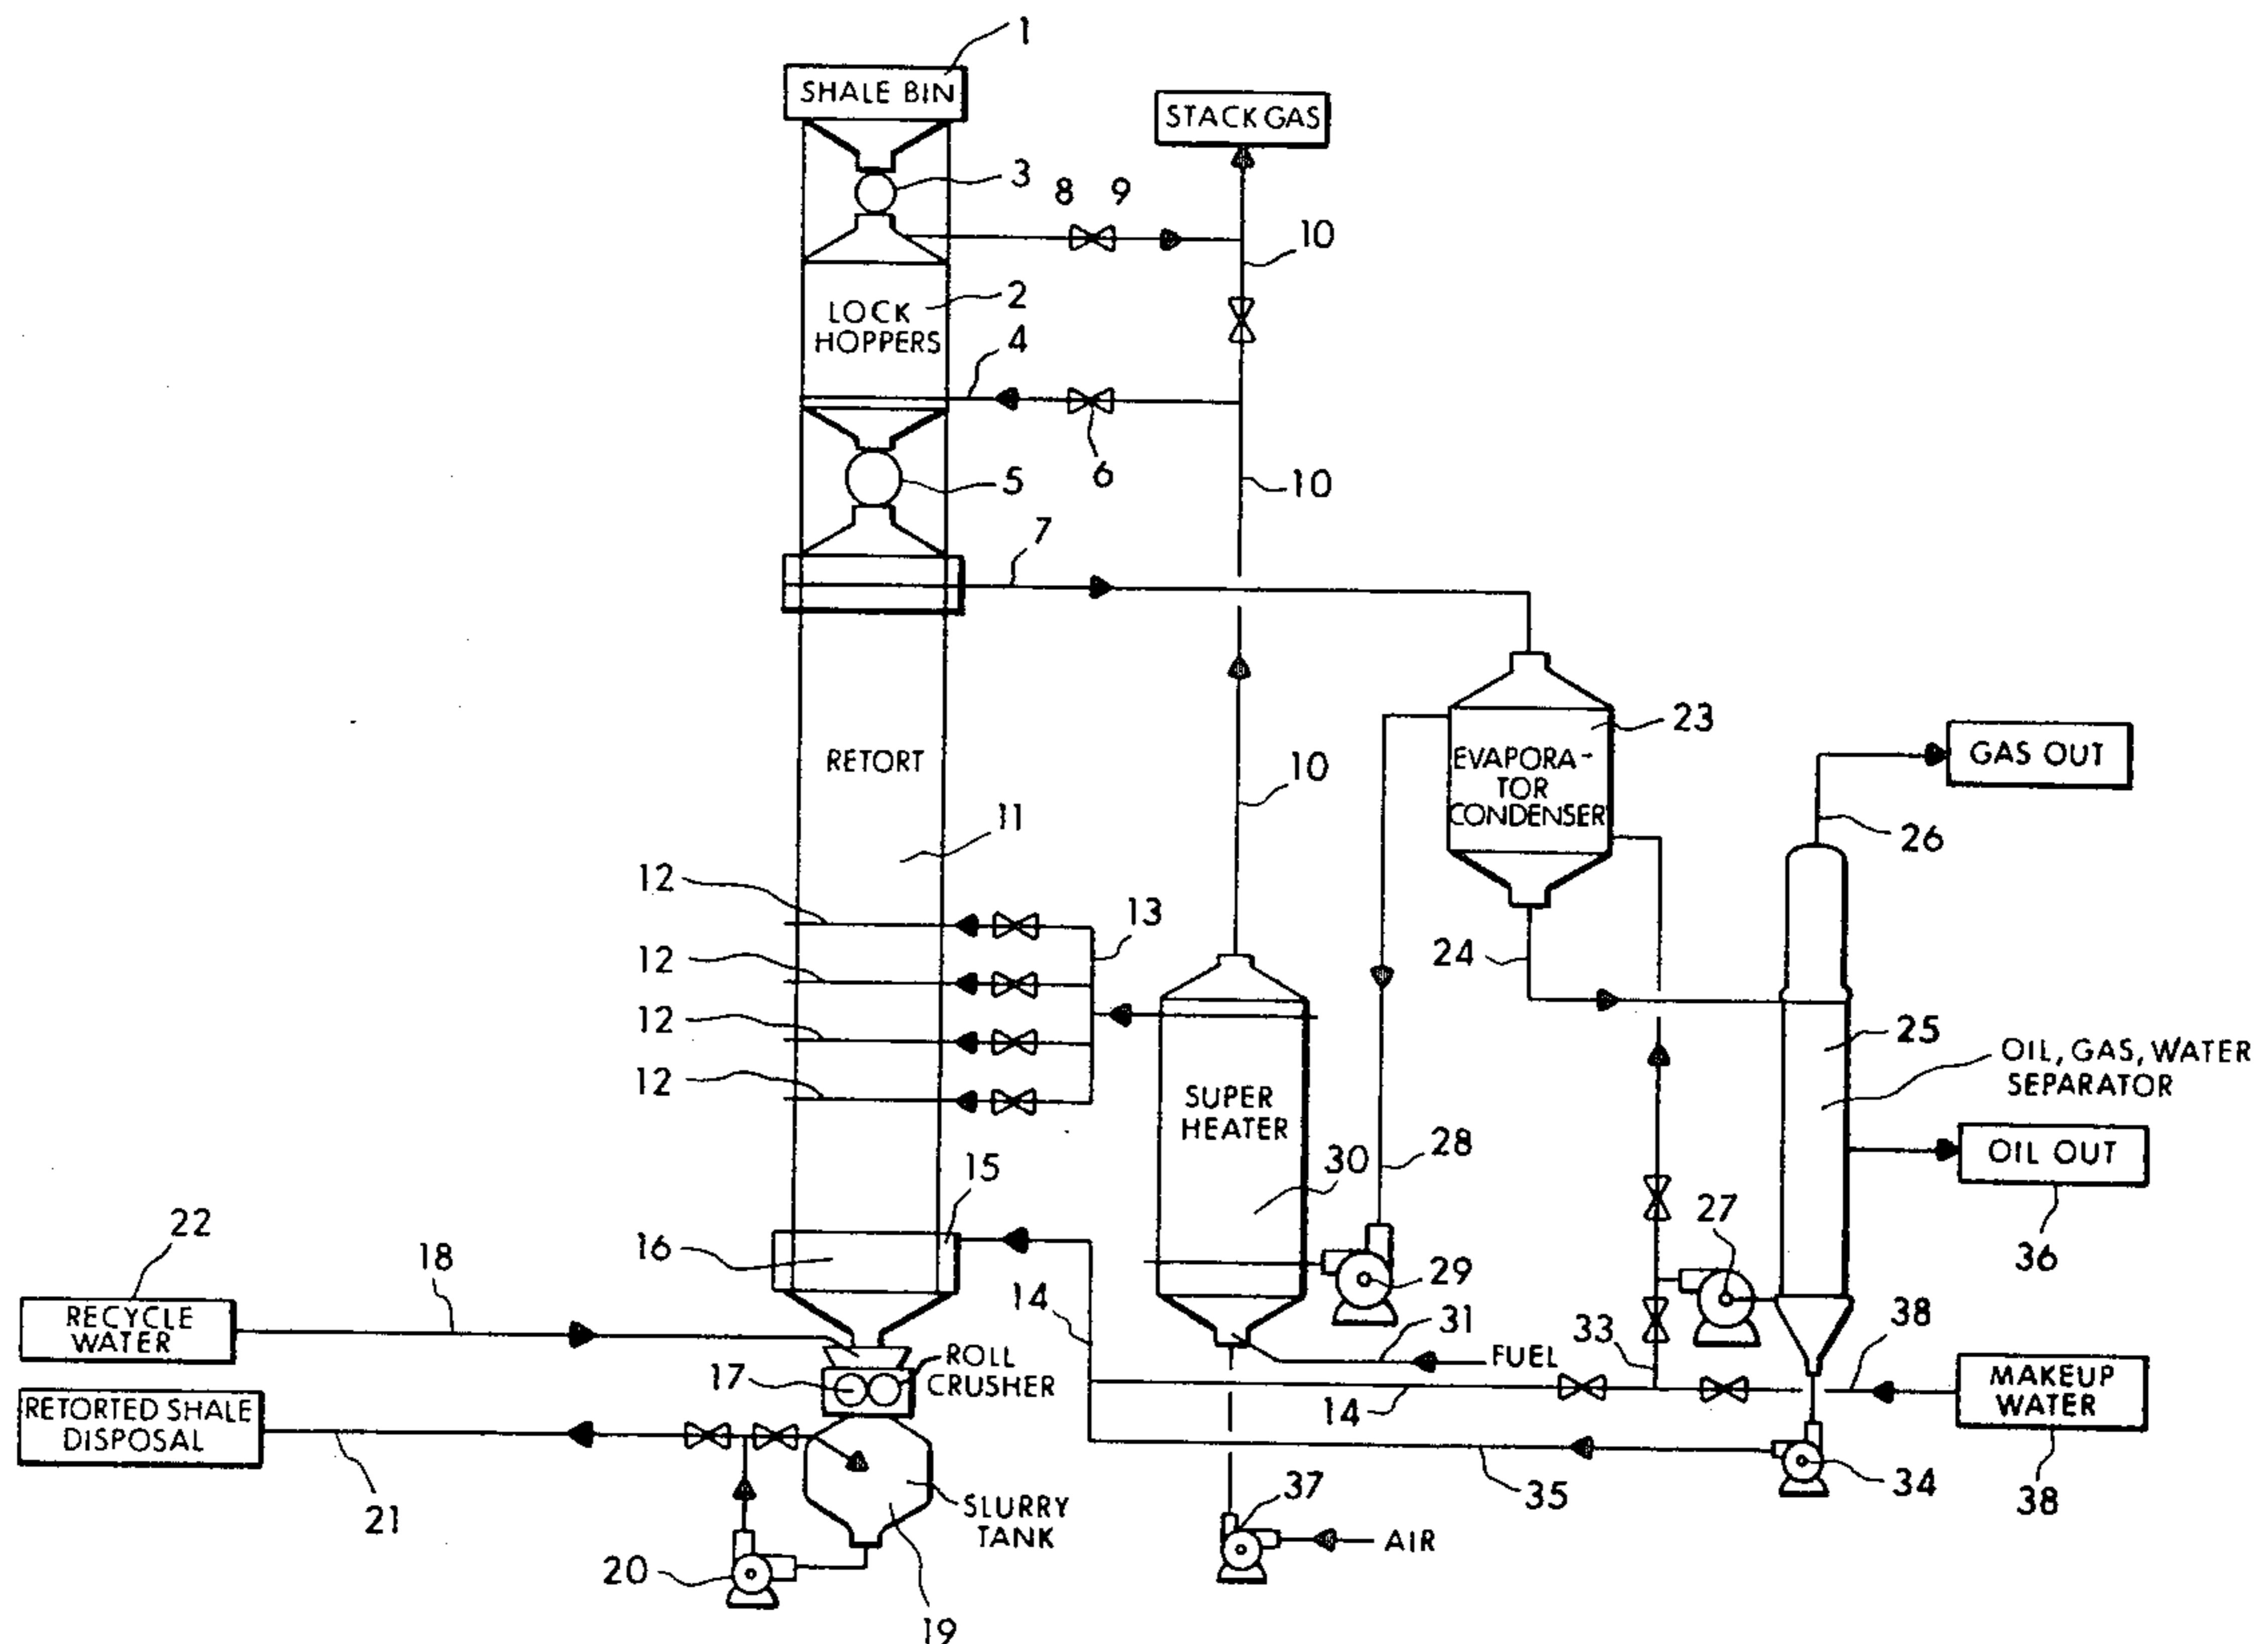 1
SHALE BIN
STACK GAS
3
8 9
10
2
LOCK
HOPPERS
4
6
5
10
7
23
EVAPORA-
TOR
CONDENSER
GAS OUT
RETORT
10
26
11
12
13
12
24
12
25
OIL, GAS, WATER
SEPARATOR
12
SUPER
HEATER
28
OIL OUT
15
30
27
36
22
18
16
29
14
RECYCLE
WATER
31
33
FUEL
38
ROLL
CRUSHER
17
MAKEUP
WATER
14
RETORTED SHALE
DISPOSAL
37
35
34
38
21
SLURRY
TANK
AIR
20
19